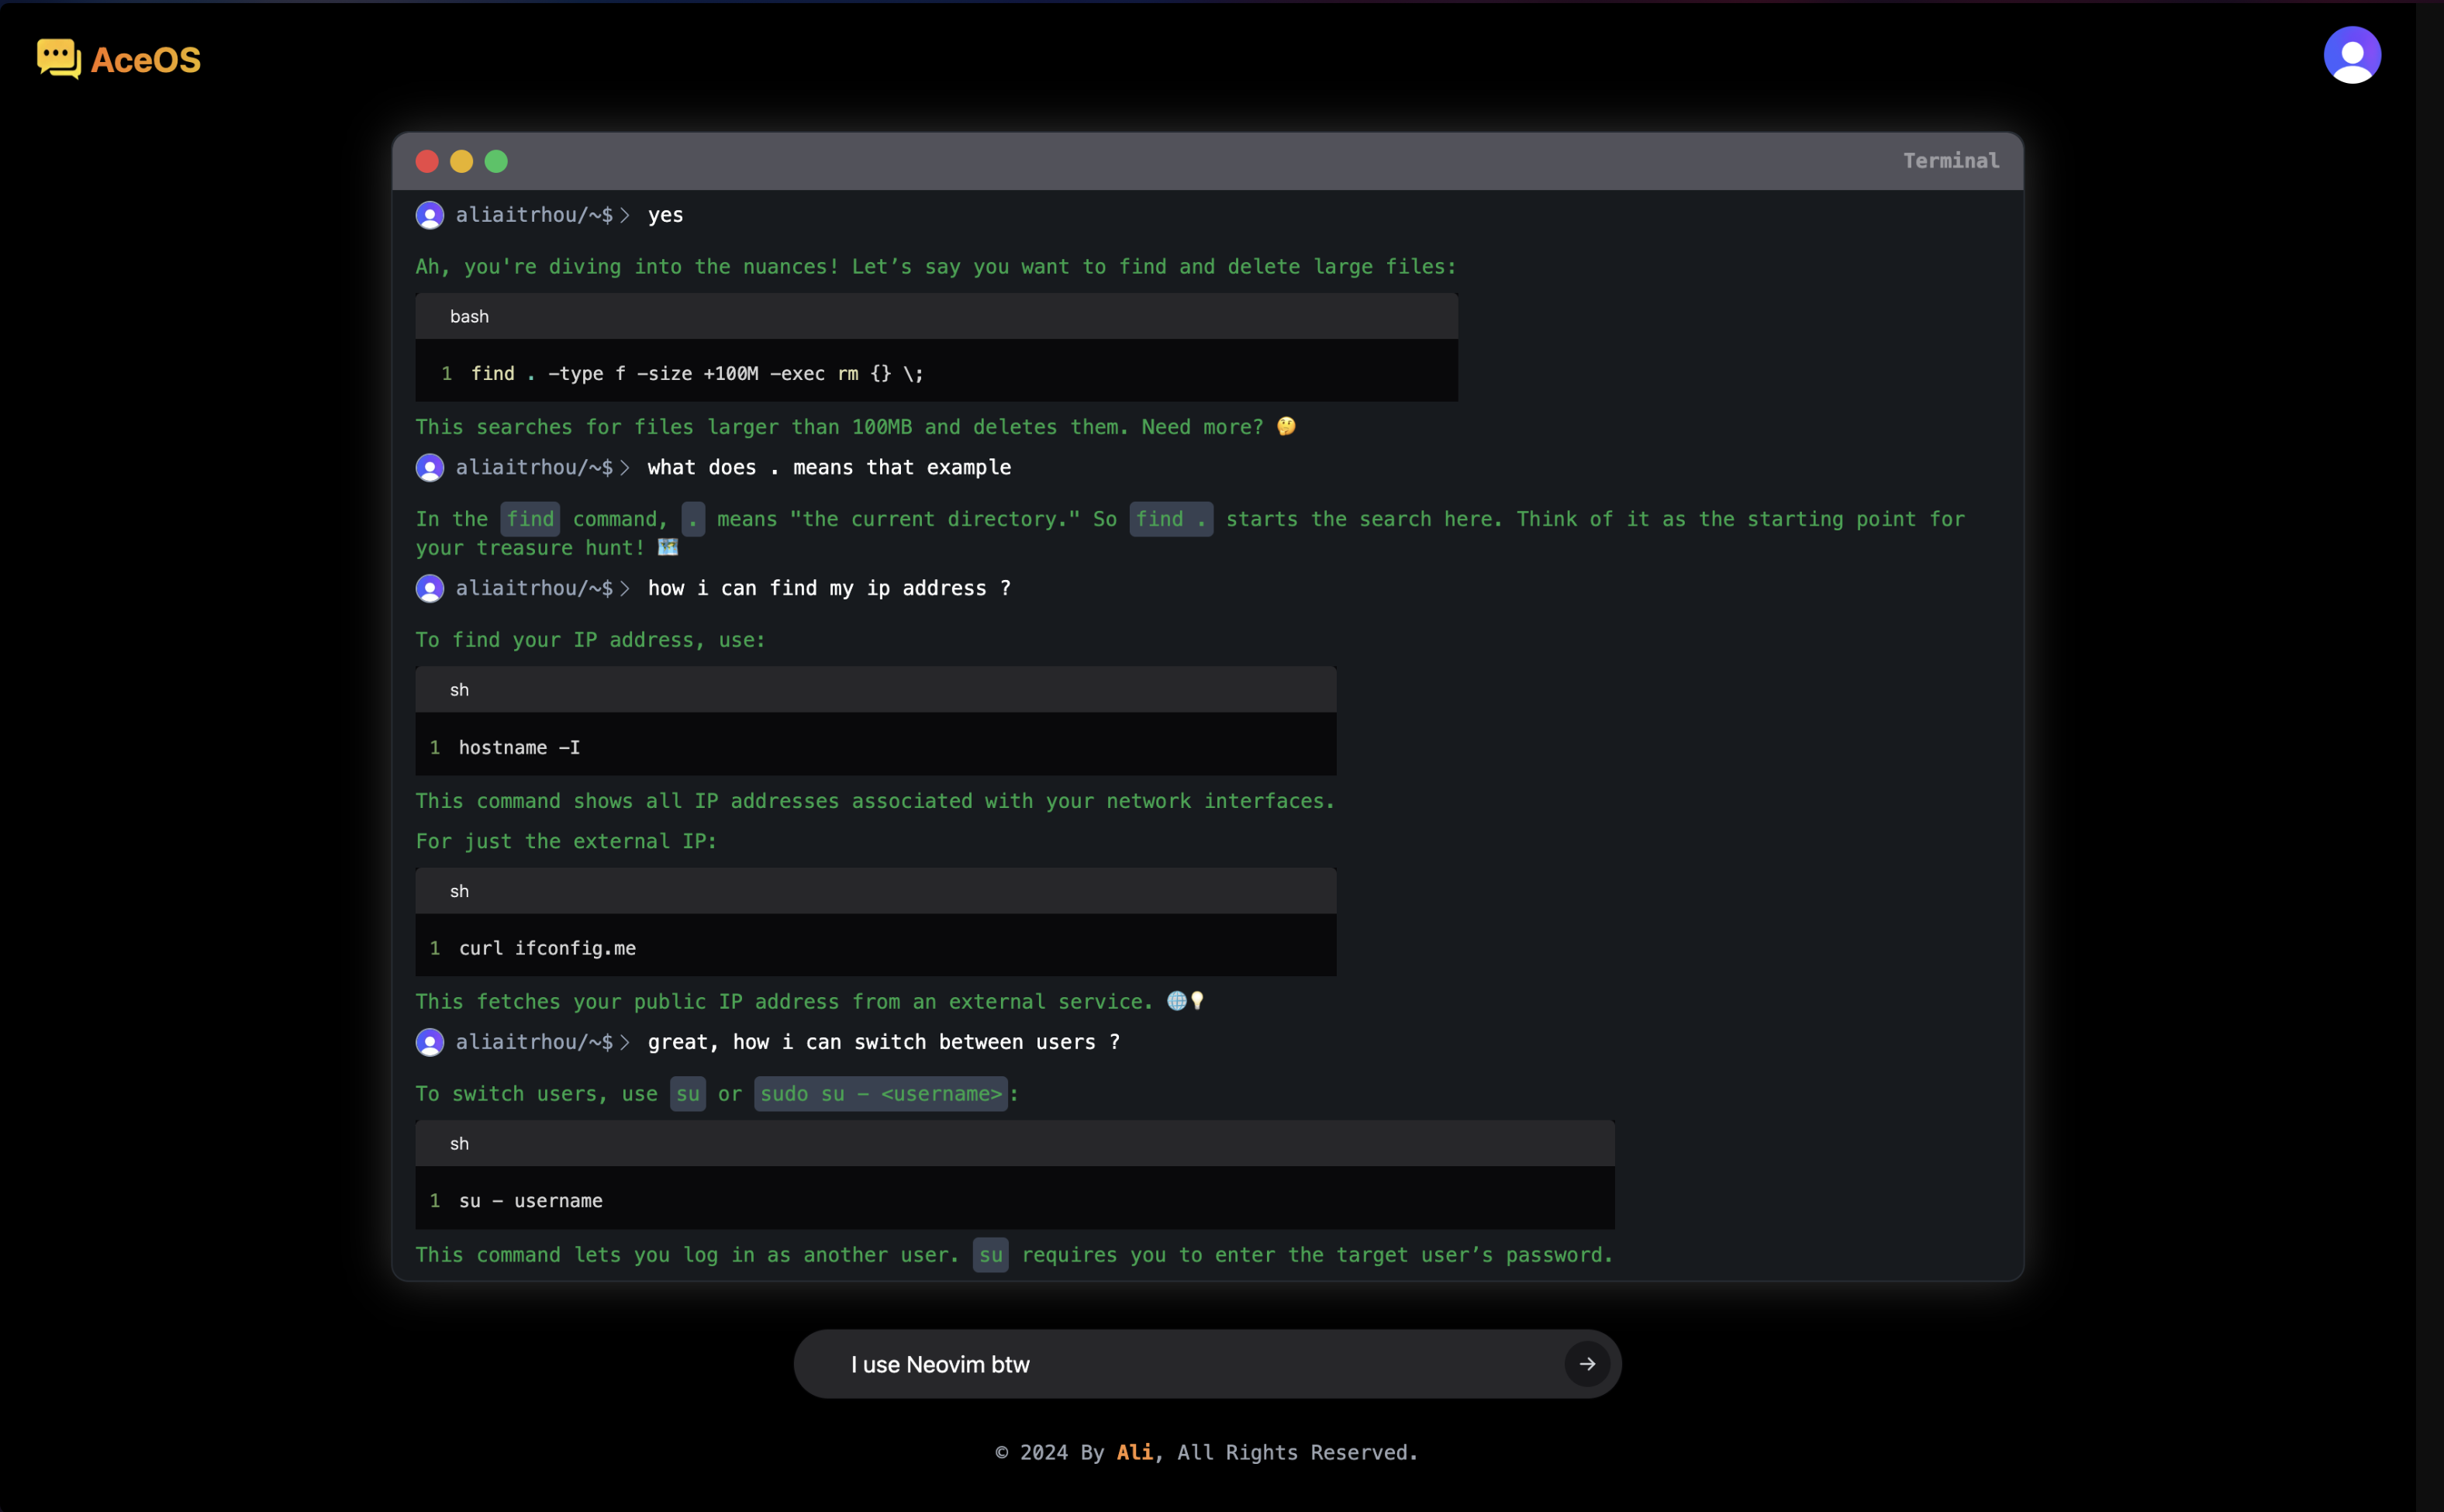 AceOS
Terminal
aliaitrhou/~$ > yes
Ah, you're diving into the nuances! Let’s say you want to find and delete large files:
bash
1 find . -type f -size +100M -exec rm {} \;
This searches for files larger than 100MB and deletes them. Need more? 🤔
aliaitrhou/~$ > what does . means that example
In the find command, . means "the current directory." So find . starts the search here. Think of it as the starting point for
your treasure hunt! 🗺️
aliaitrhou/~$ > how i can find my ip address ?
To find your IP address, use:
sh
1 hostname -I
This command shows all IP addresses associated with your network interfaces.
For just the external IP:
sh
1 curl ifconfig.me
This fetches your public IP address from an external service. 🌐💡
aliaitrhou/~$ > great, how i can switch between users ?
To switch users, use su or sudo su - <username>:
sh
1 su - username
This command lets you log in as another user. su requires you to enter the target user’s password.
I use Neovim btw
© 2024 By Ali, All Rights Reserved.